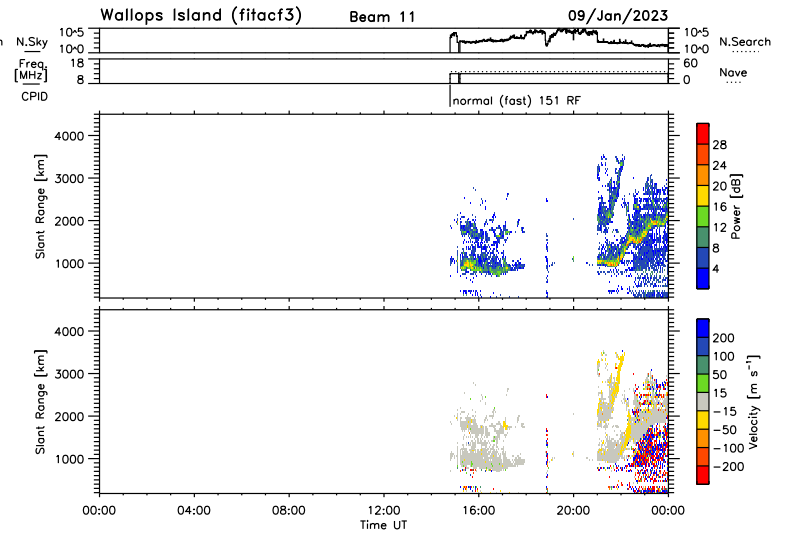 Wallops Island (fitacf3) Beam 11 09/Jan/2023
n N.Sky 10^5 10^0 10^5 10^0 N.Search
Freq. [MHz] 18 8 60 0 Nave
CPID normal (fast) 151 RF
Slant Range [km] 4000 3000 2000 1000
28 24 20 16 12 8 4 Power [dB]
Slant Range [km] 4000 3000 2000 1000
200 100 50 15 -15 -50 -100 -200 Velocity [m s⁻¹]
00:00 04:00 08:00 12:00 16:00 20:00 00:00
Time UT